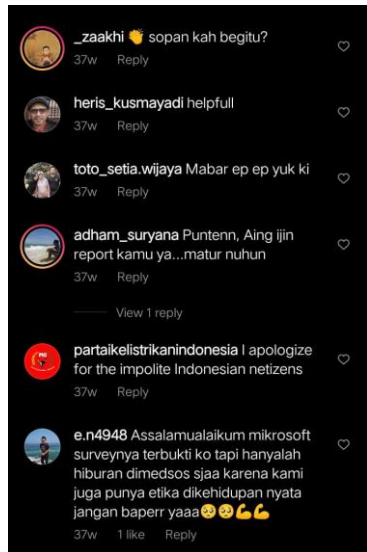 _zaakhi 👏 sopan kah begitu?
37w Reply
heris_kusmayadi helpfull
37w Reply
toto_setia.wijaya Mabar ep ep yuk ki
37w Reply
adham_suryana Puntenn, Aing ijin
report kamu ya...matur nuhun
37w Reply
View 1 reply
partaikelistrikanindonesia I apologize
for the impolite Indonesian netizens
37w Reply
e.n4948 Assalamualaikum mikrosoft
surveynya terbukti ko tapi hanyalah
hiburan dimedsos sjaa karena kami
juga punya etika dikehidupan nyata
jangan baperr yaaa🥺🥺💪💪
37w 1 like Reply